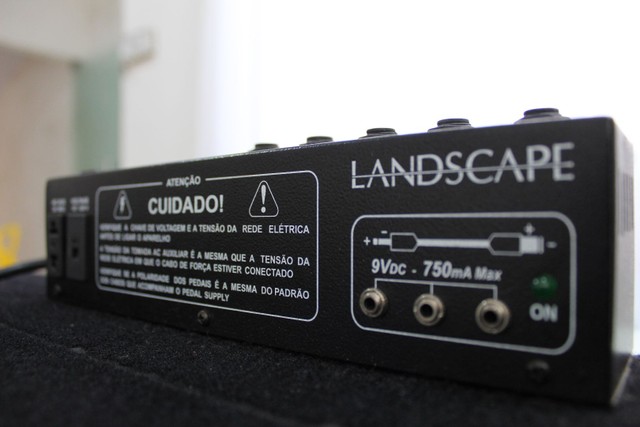 LANDSCAPE
ATENÇÃO
CUIDADO!
VERIFIQUE A CHAVE DE VOLTAGEM E A TENSÃO DA REDE ELÉTRICA
ANTES DE LIGAR O APARELHO
A TENSÃO DA TOMADA AC AUXILIAR É A MESMA QUE A TENSÃO DA
REDE ELÉTRICA EM QUE O CABO DE FORÇA ESTIVER CONECTADO
VERIFIQUE SE A POLARIDADE DOS PEDAIS É A MESMA DO PADRÃO
DOS CABOS QUE ACOMPANHAM O PEDAL SUPPLY
+ -
9VDC - 750mA MAX
ON